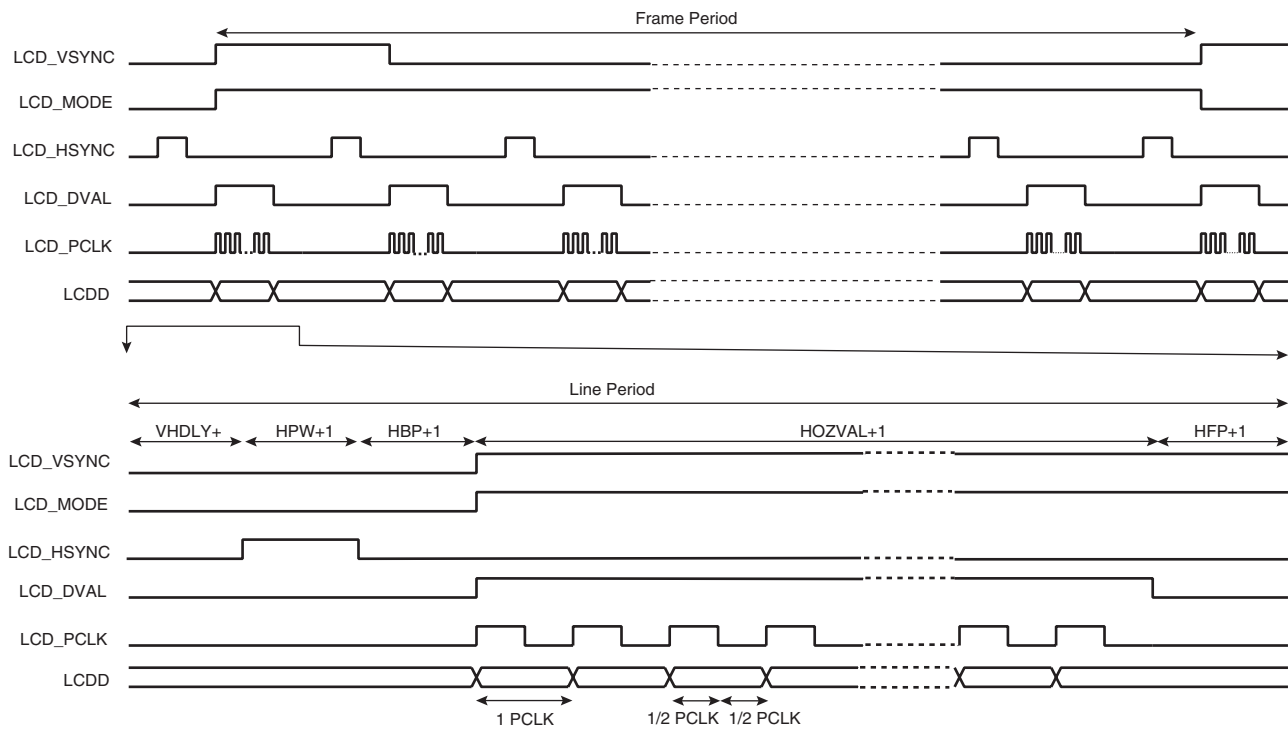 Frame Period
LCD_VSYNC
LCD_MODE
LCD_HSYNC
LCD_DVAL
LCD_PCLK
LCDD
Line Period
VHDLY+ HPW+1 HBP+1 HOZVAL+1 HFP+1
LCD_VSYNC
LCD_MODE
LCD_HSYNC
LCD_DVAL
LCD_PCLK
LCDD
1 PCLK 1/2 PCLK 1/2 PCLK